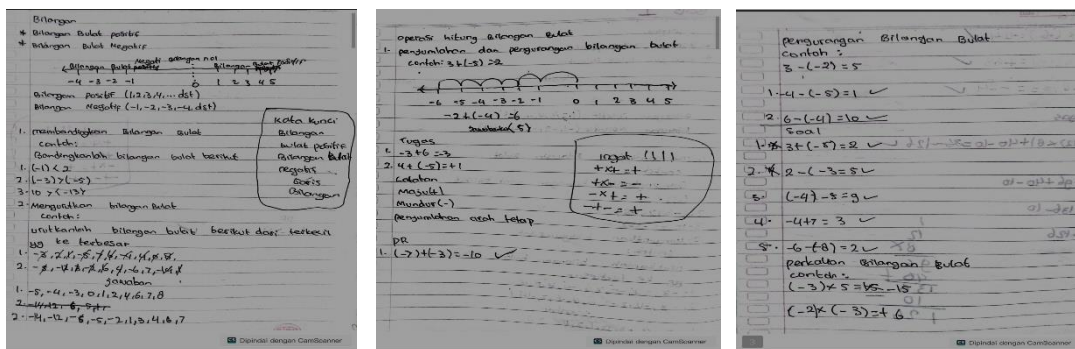 Bilangan
* Bilangan Bulat positif
* Bilangan Bulat Negatif
Bilangan Bulat negatif bilangan nol Bilangan Bulat positif
-4 -3 -2 -1 0 1 2 3 4 5
Bilangan positif (1,2,3,4,... dst)
Bilangan Negatif (-1,-2,-3,-4 dst)
1. membandingkan Bilangan Bulat
contoh:
Bandingkanlah bilangan bulat berikut
1. (-1) < 2
2. (-3) > (-5)
3. 10 > (-13)
2. Mengurutkan bilangan Bulat
contoh:
urutkanlah bilangan bulat berikut dari terkecil
yg ke terbesar
jawaban
1. -5, -4, -3, 0, 1, 2, 4, 6, 7, 8
2. -14, -12, -6, -5, -2, 1, 3, 4, 6, 7
Kata Kunci
Bilangan
bulat positif
Bilangan bulat
negatif
Garis
Bilangan
Dipindai dengan CamScanner
operasi hitung Bilangan Bulat
1. penjumlahan dan pengurangan bilangan bulat
contoh: 3+(-5) = 2
-6 -5 -4 -3 -2 -1 0 1 2 3 4 5
-2+(-4) = 6
Tugas
1. -3+6 = 3
2. 4+(-5) = +1
Catatan
Maju (+)
Mundur (-)
penjumlahan arah tetap
PR
1. (-7)+(-3) = -10
Ingat !!!!
+ x + = +
+ x - = -
- x + = +
- - = +
Dipindai dengan CamScanner
pengurangan Bilangan Bulat
contoh:
3 -(-2) = 5
1. -4 -(-5) = 1
2. 6 -(-4) = 10
Soal
1. 3+(-5) = 2
2. 2 -(-3 = 5
3. (-4) -5 = 9
4. -4+7 = 3
5. -6 -(-8) = 2
perkalian Bilangan Bulat
contoh:
(-3) x 5 = -15
(-2) x (-3) = + 6
Dipindai dengan CamScanner